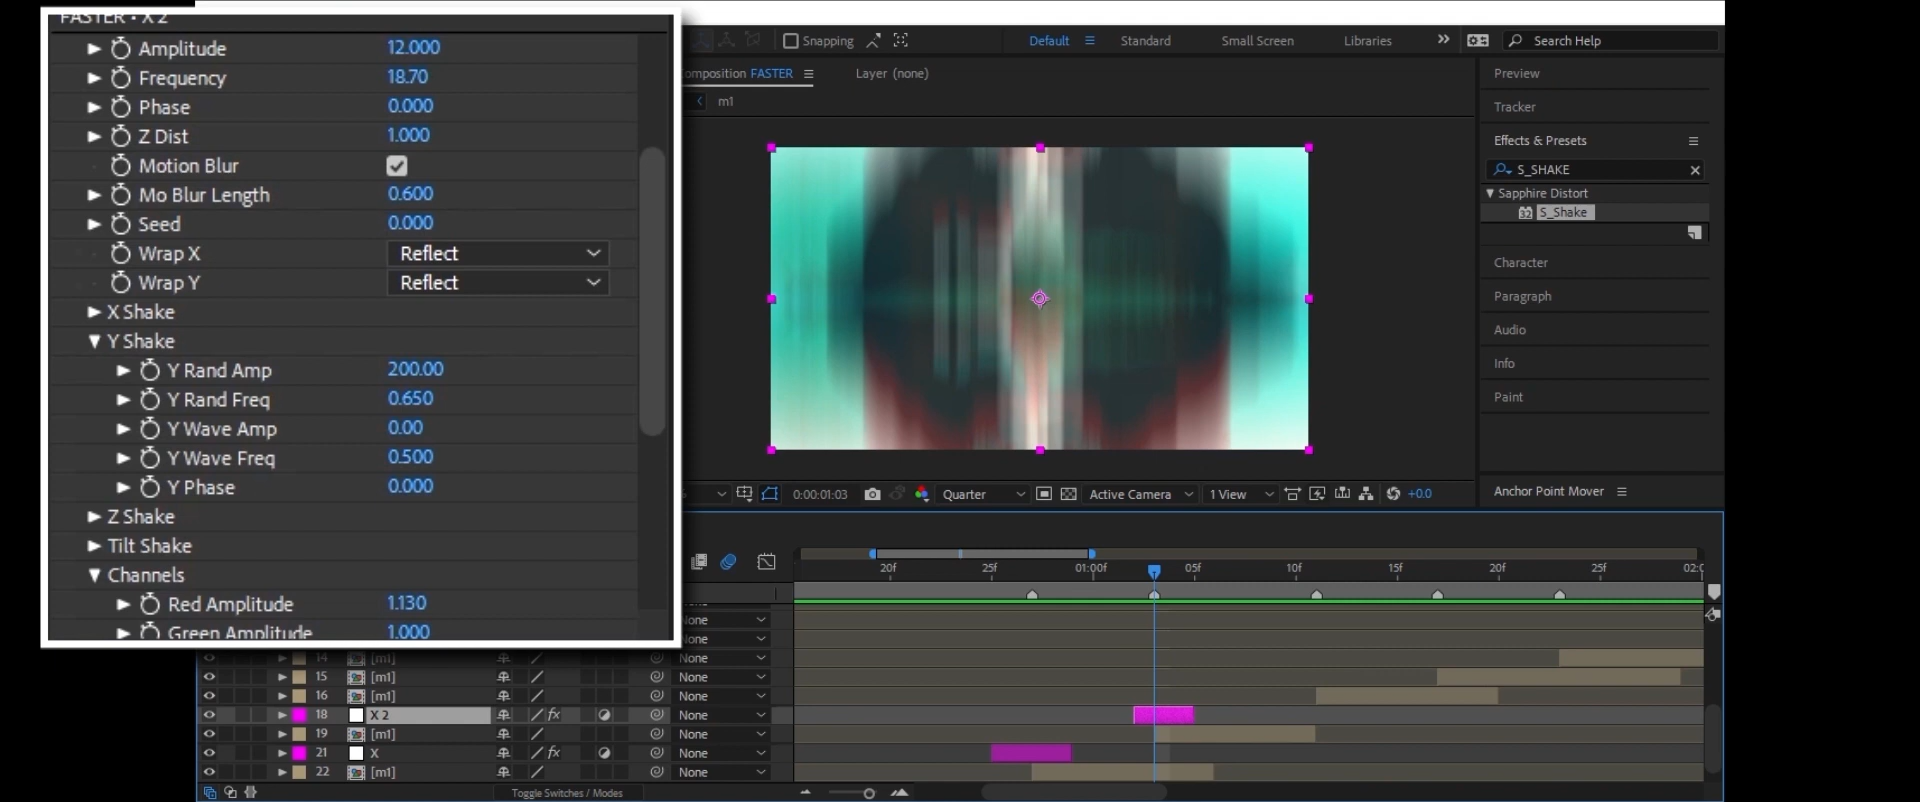 FASTER • X 2
Amplitude 12.000
Frequency 18.70
Phase 0.000
Z Dist 1.000
Motion Blur
Mo Blur Length 0.600
Seed 0.000
Wrap X Reflect
Wrap Y Reflect
X Shake
Y Shake
Y Rand Amp 200.00
Y Rand Freq 0.650
Y Wave Amp 0.00
Y Wave Freq 0.500
Y Phase 0.000
Z Shake
Tilt Shake
Channels
Red Amplitude 1.130
Green Amplitude 1.000
Snapping Default Standard Small Screen Libraries Search Help
omposition FASTER Layer (none)
m1
Preview
Tracker
Effects & Presets
S_SHAKE
Sapphire Distort
32 S_Shake
Character
Paragraph
Audio
Info
Paint
Anchor Point Mover
0:00:01:03 Quarter Active Camera 1 View +0.0
20f 25f 01:00f 05f 10f 15f 20f 25f 02:0
None
None
14 [m1] None
15 [m1] None
16 [m1] None
18 X 2 fx None
19 [m1] None
21 X fx None
22 [m1] None
Toggle Switches / Modes